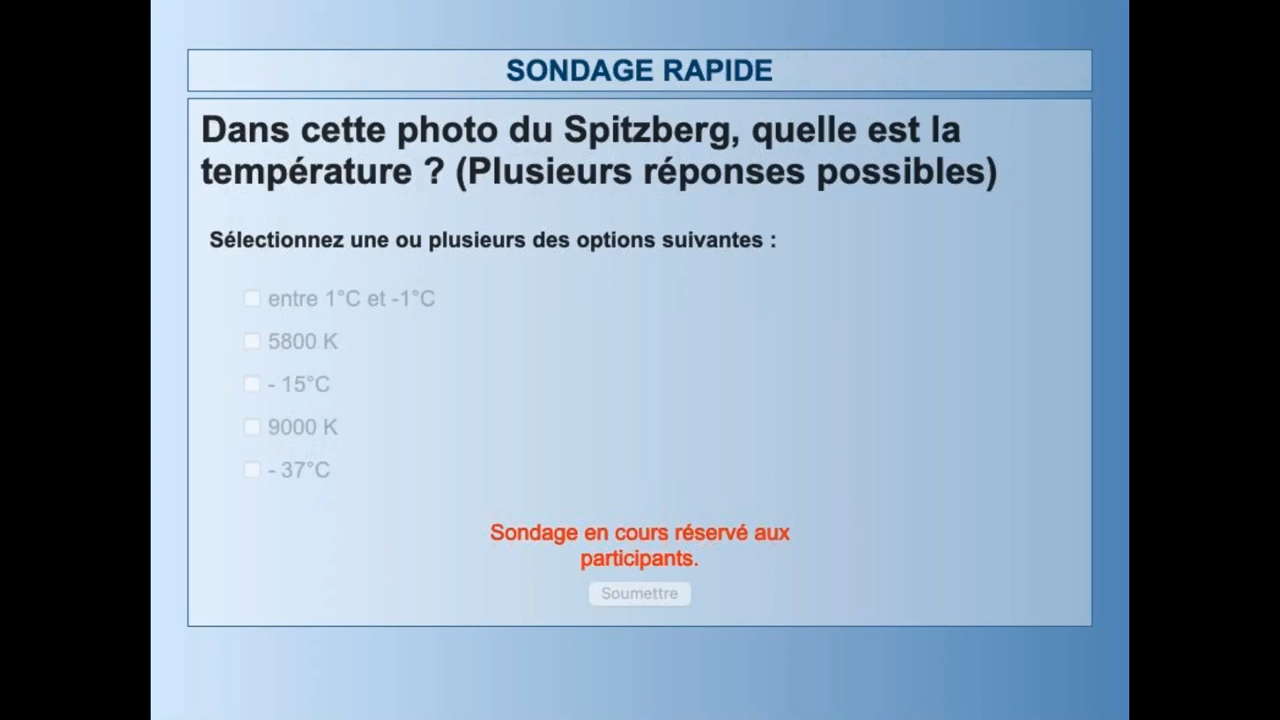 SONDAGE RAPIDE
Dans cette photo du Spitzberg, quelle est la
température ? (Plusieurs réponses possibles)
Sélectionnez une ou plusieurs des options suivantes :
entre 1°C et -1°C
5800 K
- 15°C
9000 K
- 37°C
Sondage en cours réservé aux
participants.
Soumettre